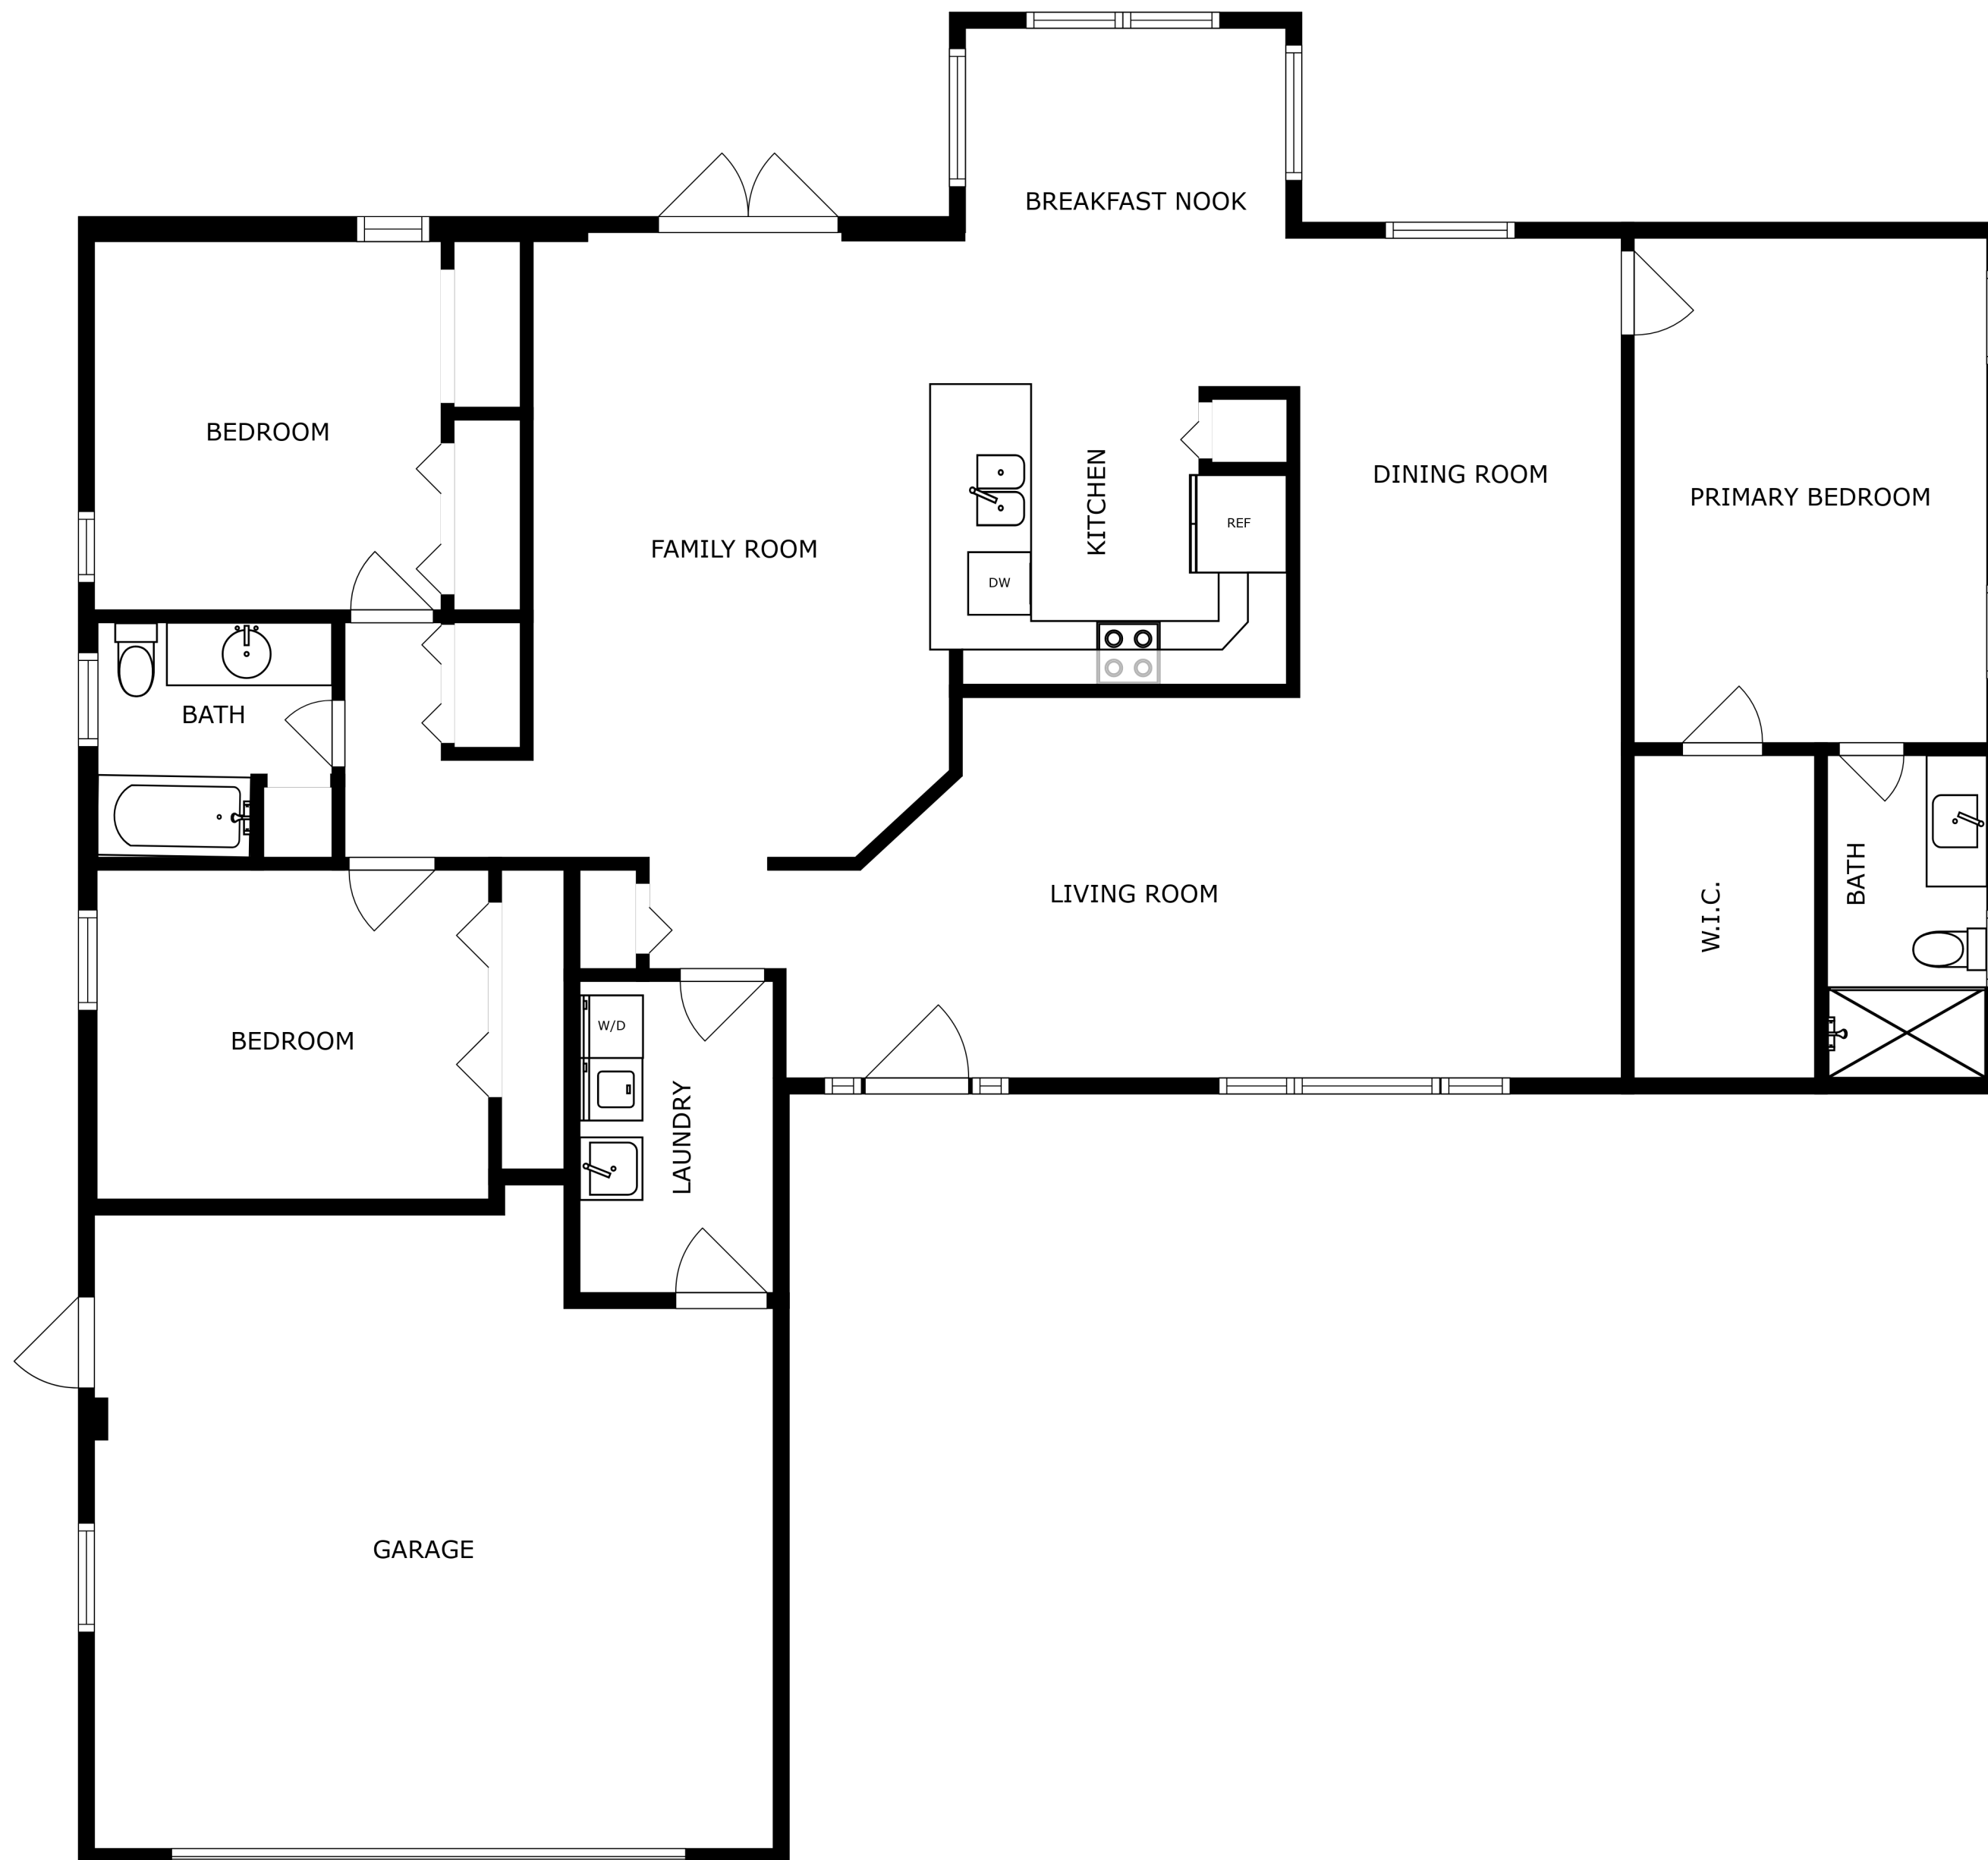 BREAKFAST NOOK
BEDROOM
KITCHEN
DINING ROOM
PRIMARY BEDROOM
REF
FAMILY ROOM
DW
BATH
LIVING ROOM
BATH
W.I.C.
W/D
BEDROOM
LAUNDRY
GARAGE